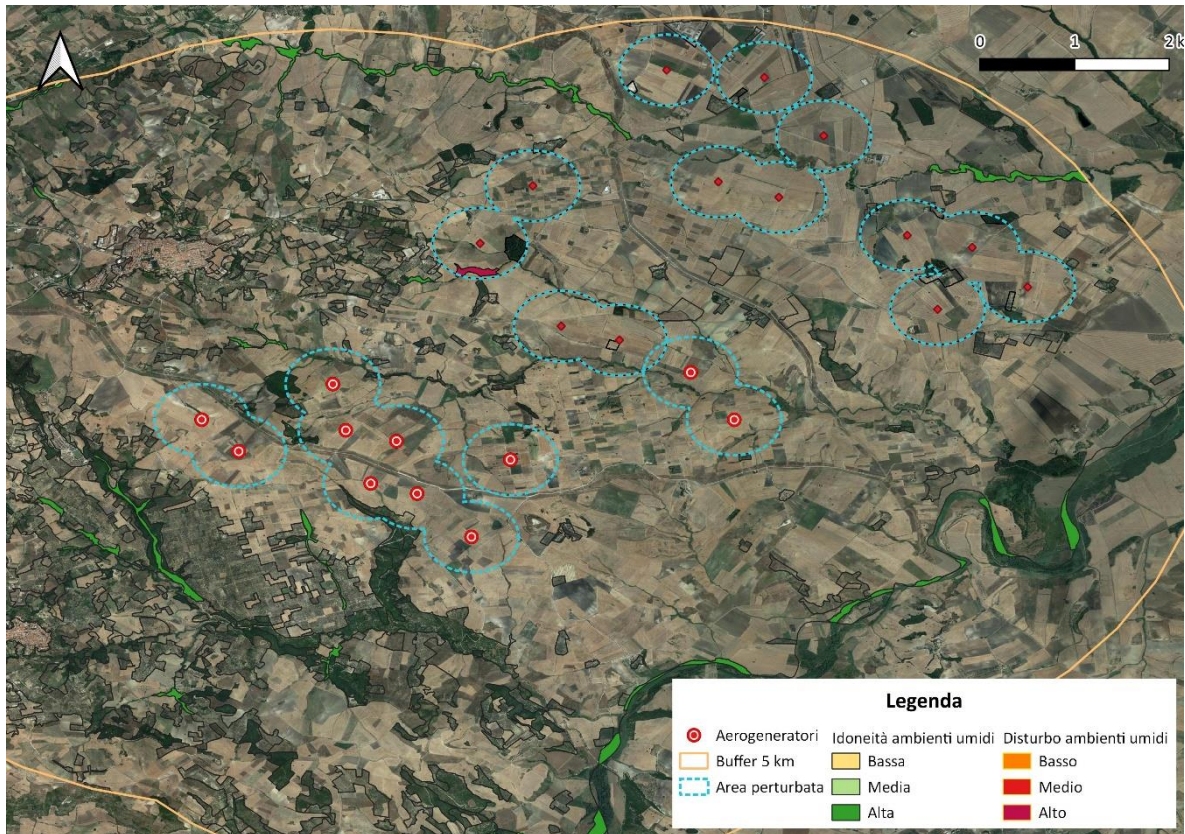 0 1 2 k
Legenda
Aerogeneratori
Buffer 5 km
Area perturbata
Idoneità ambienti umidi
Bassa
Media
Alta
Disturbo ambienti umidi
Basso
Medio
Alto